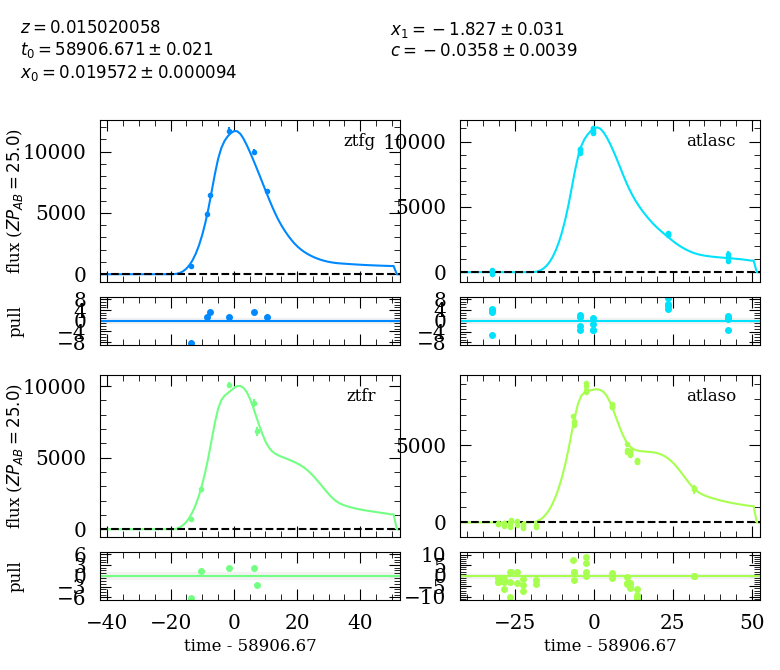 z = 0.015020058
t₀ = 58906.671 ± 0.021
x₀ = 0.019572 ± 0.000094
x₁ = −1.827 ± 0.031
c = −0.0358 ± 0.0039
flux (ZP_AB = 25.0)
10000
5000
0
ztfg
10000
5000
0
atlasc
pull
8
4
0
−4
−8
8
4
0
−4
−8
flux (ZP_AB = 25.0)
10000
5000
0
ztfr
5000
0
atlaso
pull
6
3
0
−3
−6
10
5
0
−5
−10
−40 −20 0 20 40
−25 0 25 50
time - 58906.67
time - 58906.67